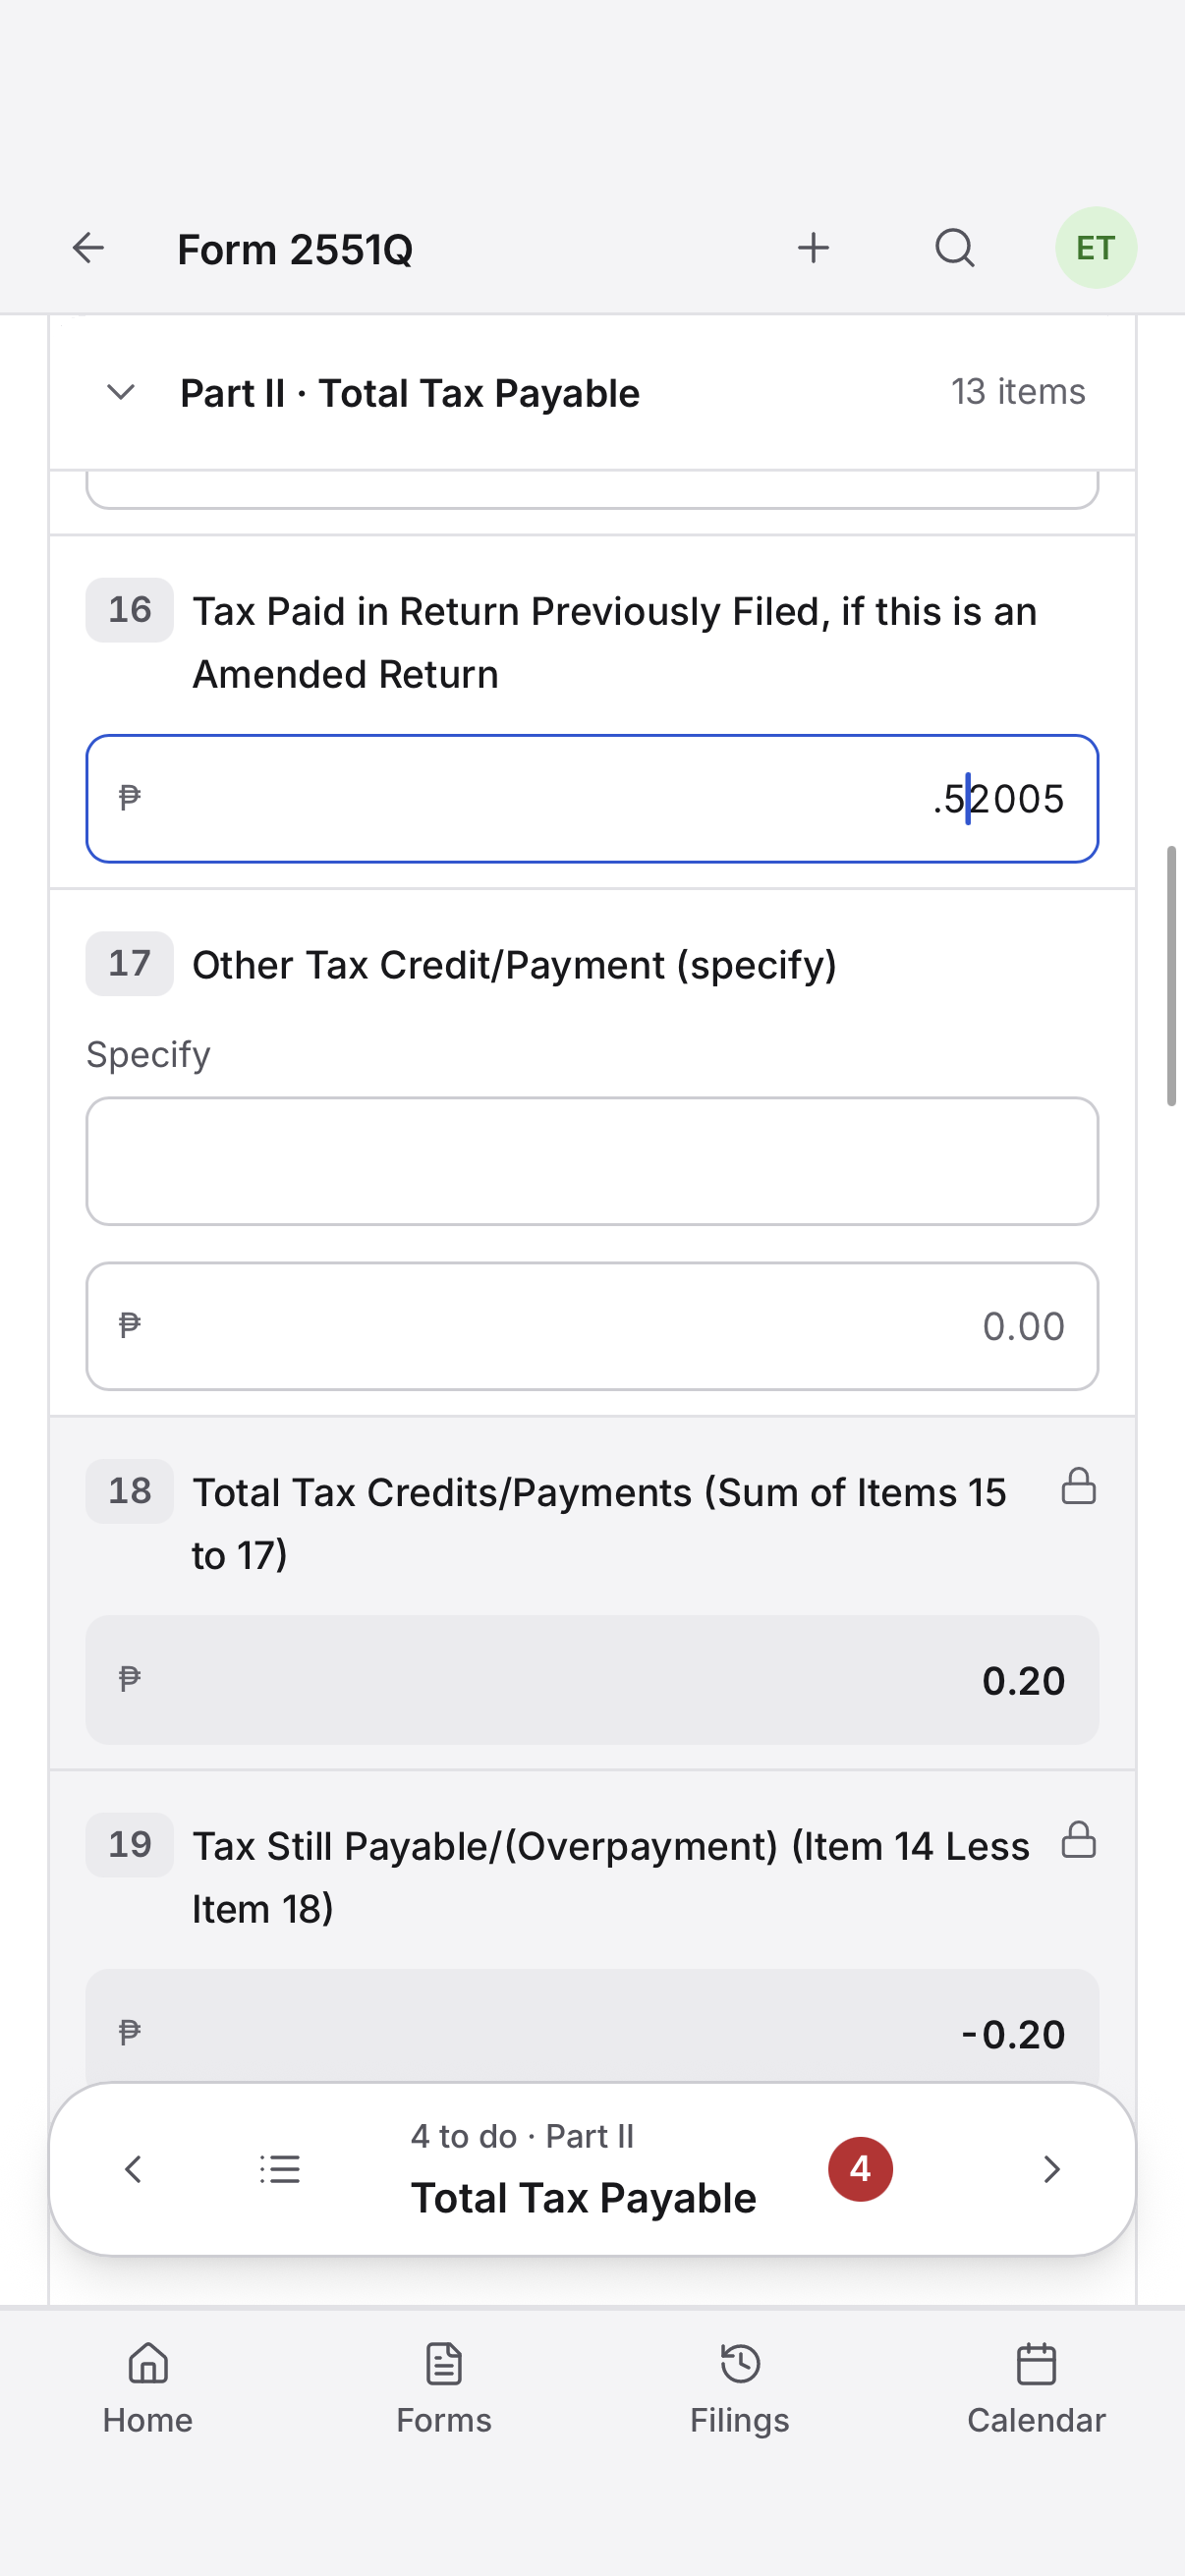 Form 2551Q
ET
Part II · Total Tax Payable
13 items
16 Tax Paid in Return Previously Filed, if this is an
Amended Return
₱ .52005
17 Other Tax Credit/Payment (specify)
Specify
₱ 0.00
18 Total Tax Credits/Payments (Sum of Items 15
to 17)
₱ 0.20
19 Tax Still Payable/(Overpayment) (Item 14 Less
Item 18)
₱ -0.20
4 to do · Part II
Total Tax Payable
4
Home
Forms
Filings
Calendar